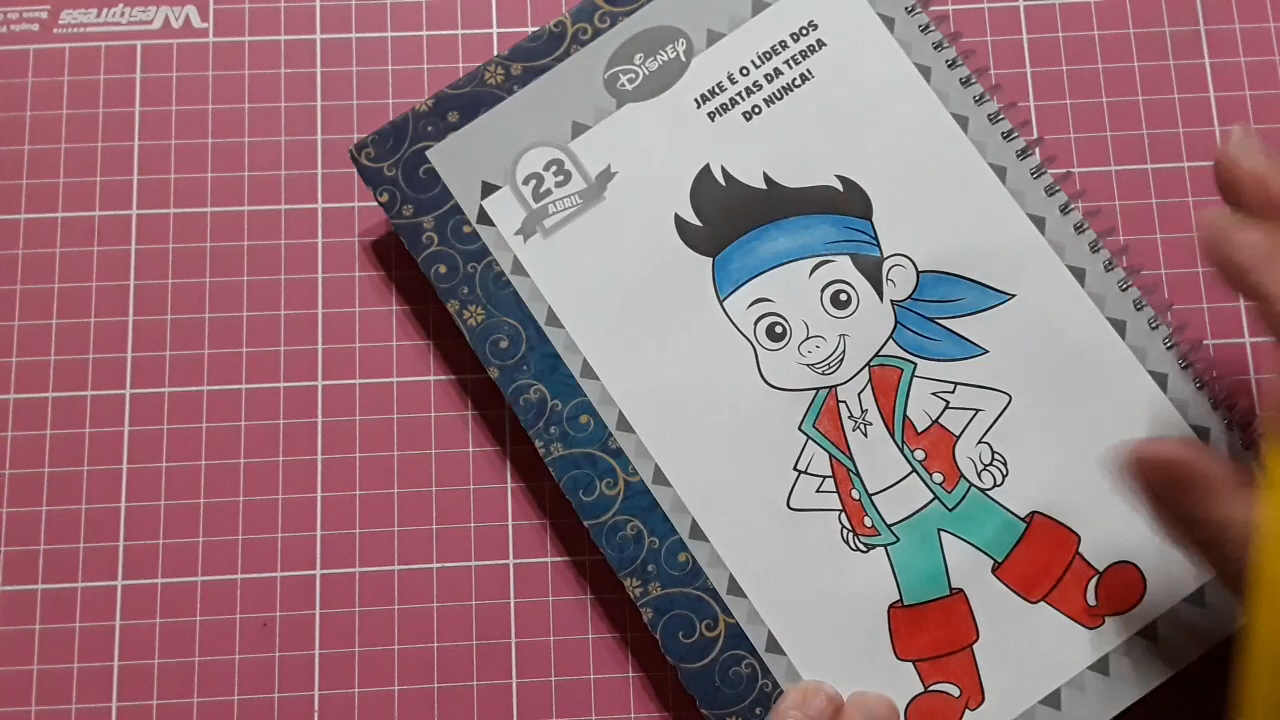 Westpress
DISNEY
JAKE É O LÍDER DOS
PIRATAS DA TERRA
DO NUNCA!
23
ABRIL